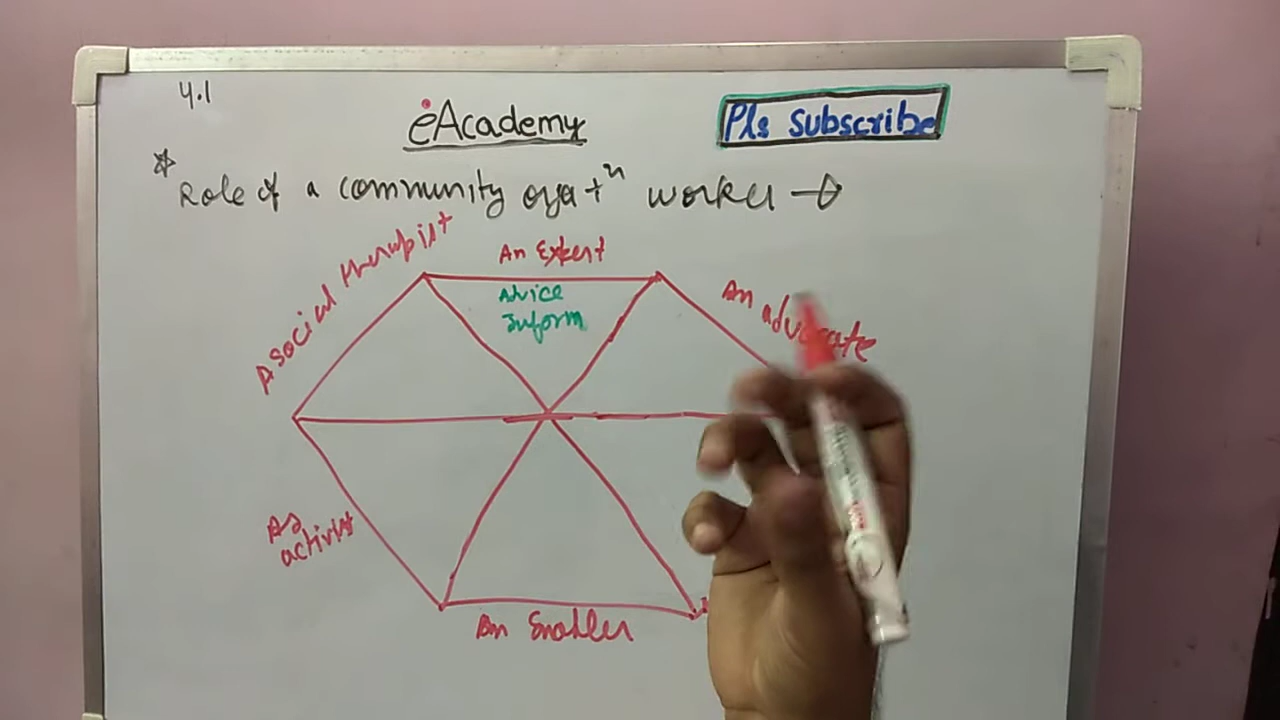 4.1
eAcademy
Pls Subscribe
Role of a community orgatn worker
A social therapist
An Expert
Advice
Inform
An advocate
As
activist
An Enabler